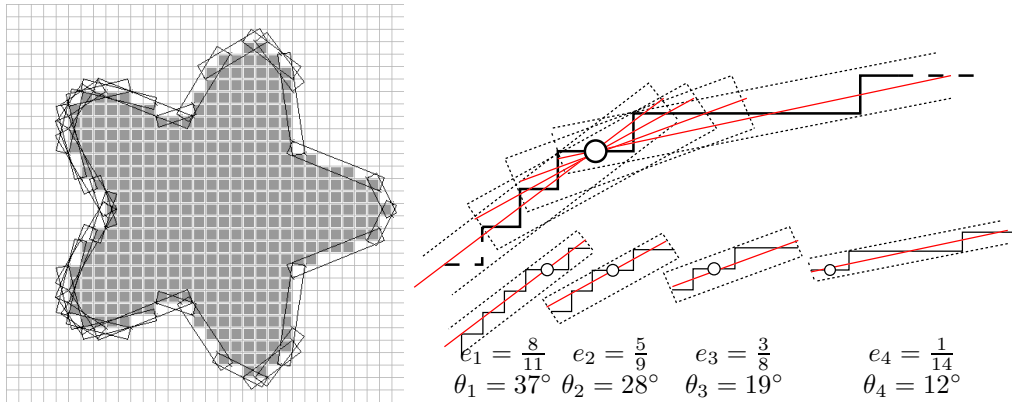 e₁ = 8/11 e₂ = 5/9 e₃ = 3/8 e₄ = 1/14
θ₁ = 37° θ₂ = 28° θ₃ = 19° θ₄ = 12°